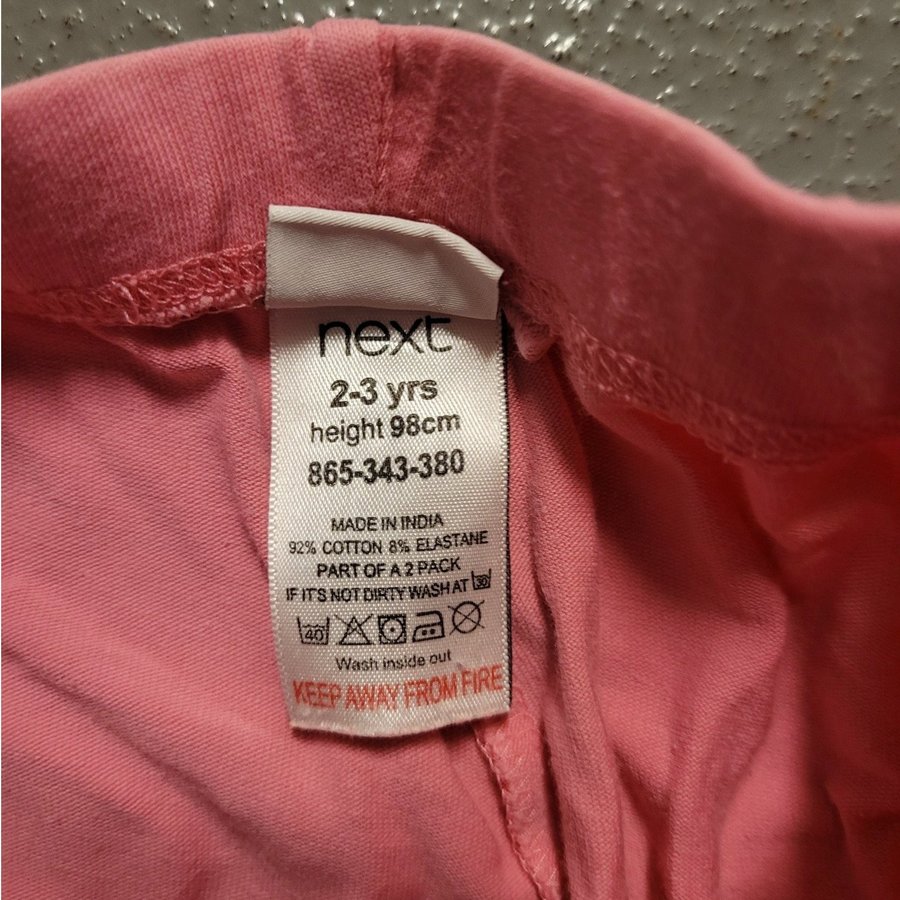 next
2-3 yrs
height 98cm
865-343-380
MADE IN INDIA
92% COTTON 8% ELASTANE
PART OF A 2 PACK
IF IT'S NOT DIRTY WASH AT 30
40
Wash inside out
KEEP AWAY FROM FIRE